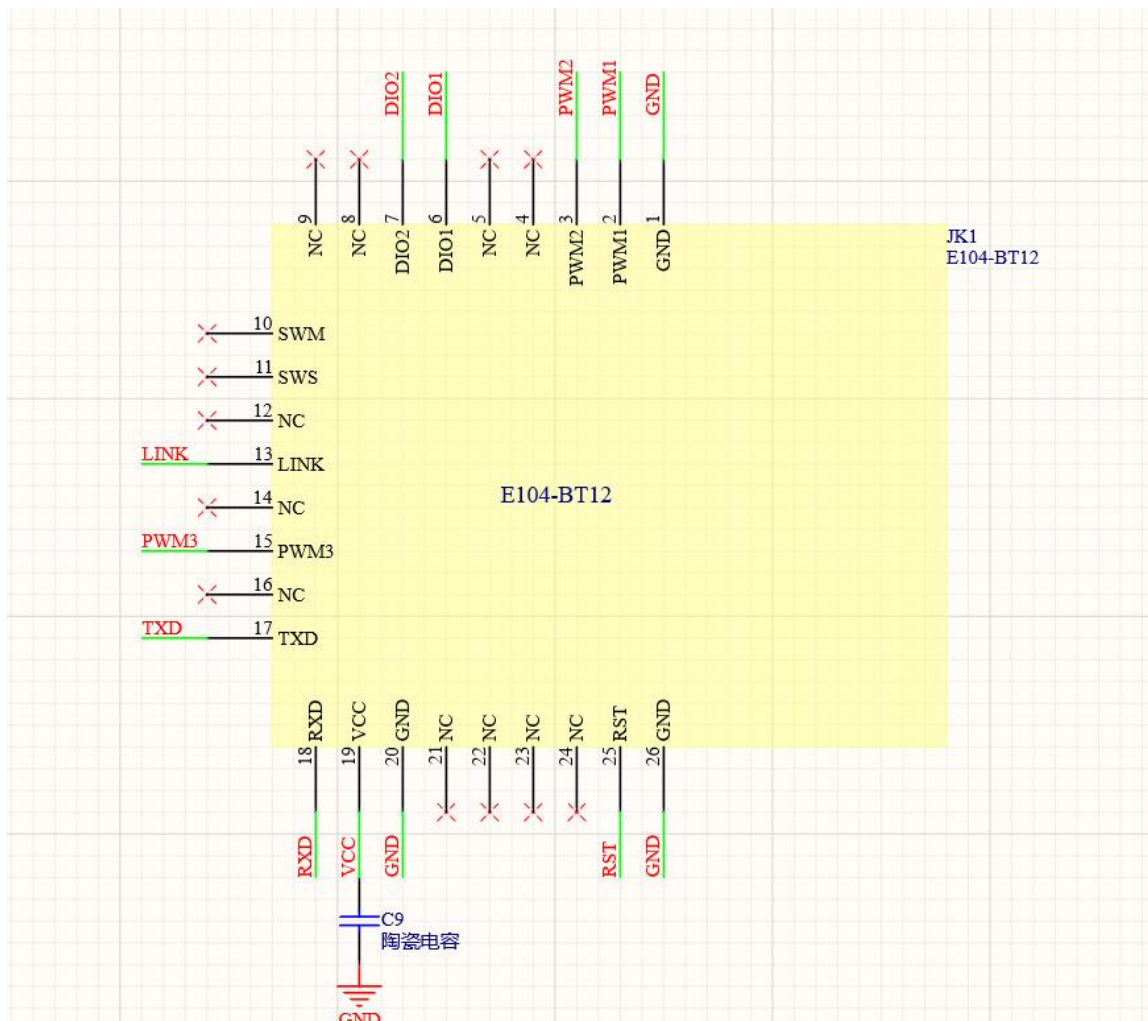 DIO2
DIO1
PWM2
PWM1
GND
9
8
7
6
5
4
3
2
1
NC
NC
DIO2
DIO1
NC
NC
PWM2
PWM1
GND
JK1
E104-BT12
10 SWM
11 SWS
12 NC
LINK 13 LINK
14 NC
E104-BT12
PWM3 15 PWM3
16 NC
TXD 17 TXD
RXD
VCC
GND
NC
NC
NC
NC
RST
GND
18
19
20
21
22
23
24
25
26
RXD
VCC
GND
RST
GND
C9
陶瓷电容
GND